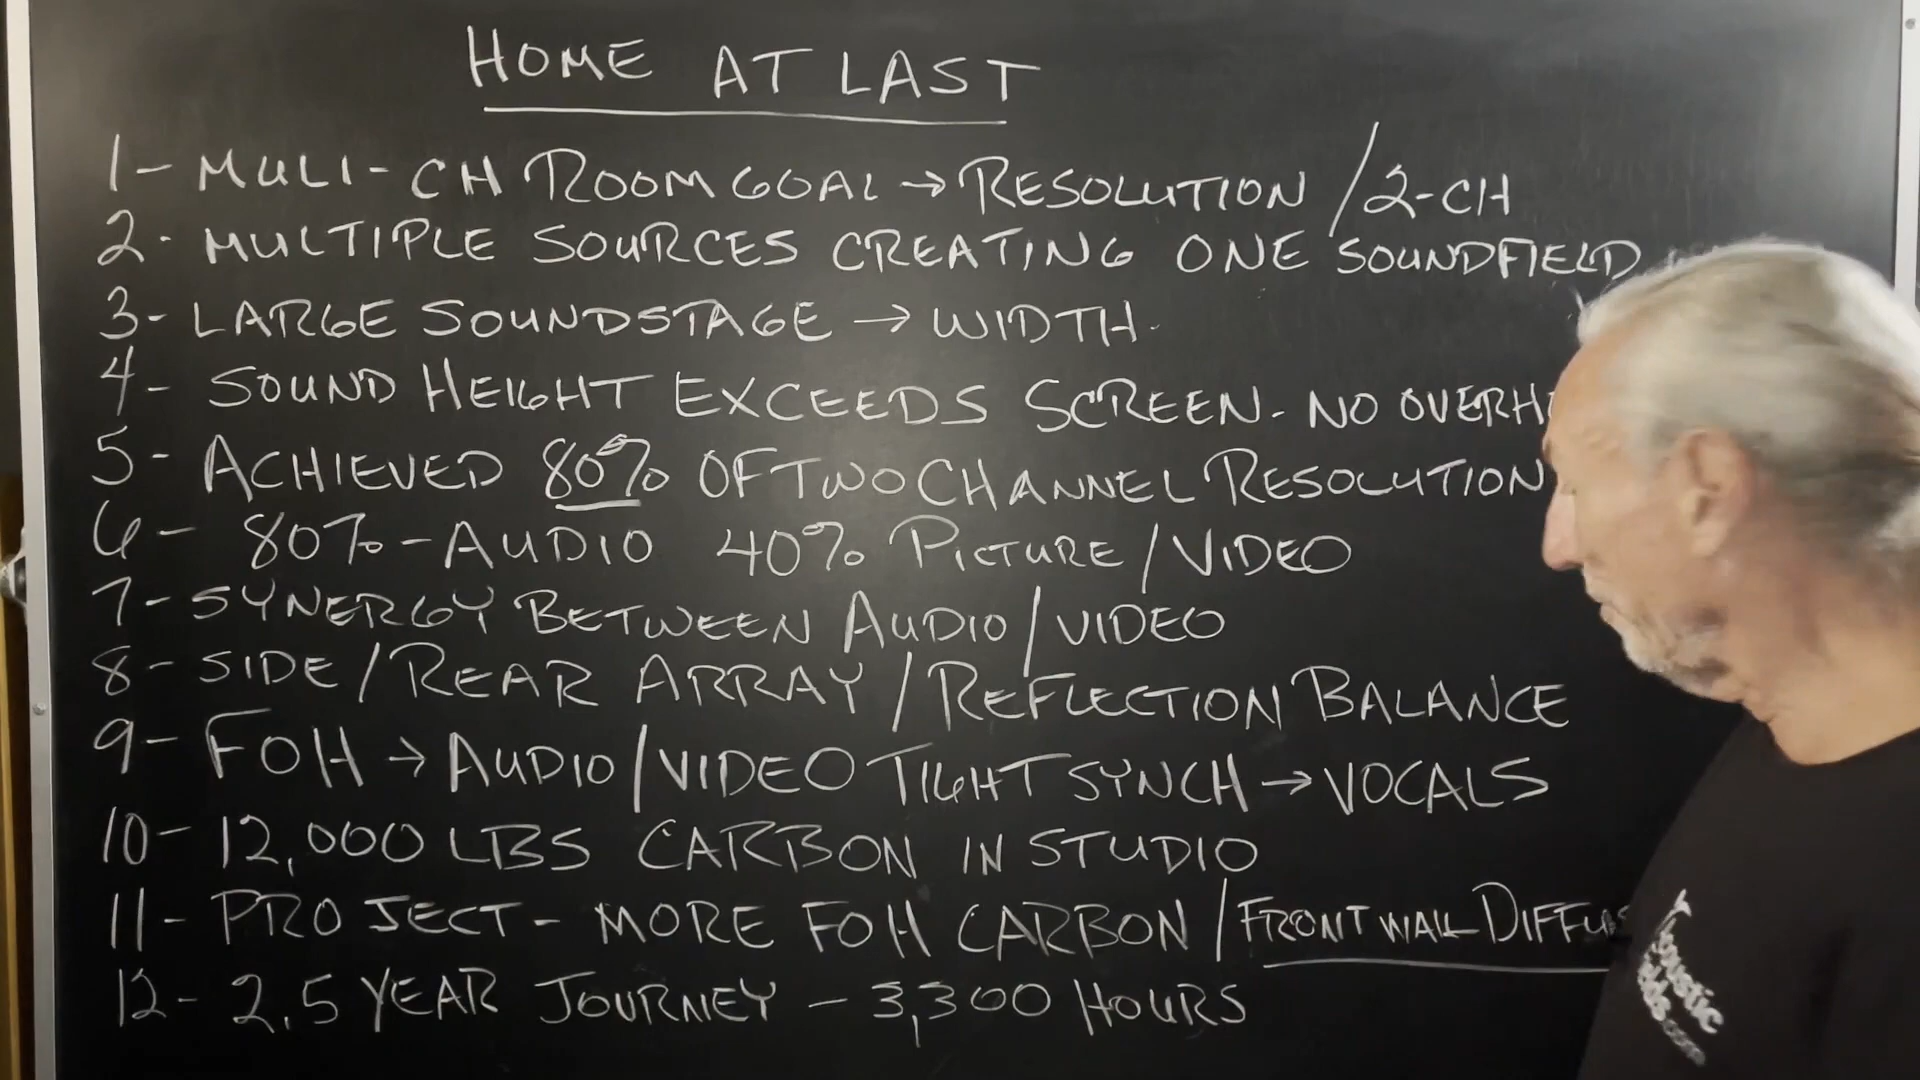 HOME AT LAST
1- MULI-CH ROOM GOAL → RESOLUTION / 2-CH
2- MULTIPLE SOURCES CREATING ONE SOUNDFIELD
3- LARGE SOUNDSTAGE → WIDTH.
4- SOUND HEIGHT EXCEEDS SCREEN - NO
5- ACHIEVED 80% OF TWO CHANNEL RESOLUTION
6- 80% - AUDIO 40% PICTURE/VIDEO
7- SYNERGY BETWEEN AUDIO/VIDEO
8- SIDE/REAR ARRAY/REFLECTION BALANCE
9- FOH → AUDIO/VIDEO TIGHT SYNCH → VOCALS
10- 12,000 LBS CARBON IN STUDIO
11- PROJECT - MORE FOH CARBON / FRONT WALL
12- 2.5 YEAR JOURNEY - 3,300 HOURS